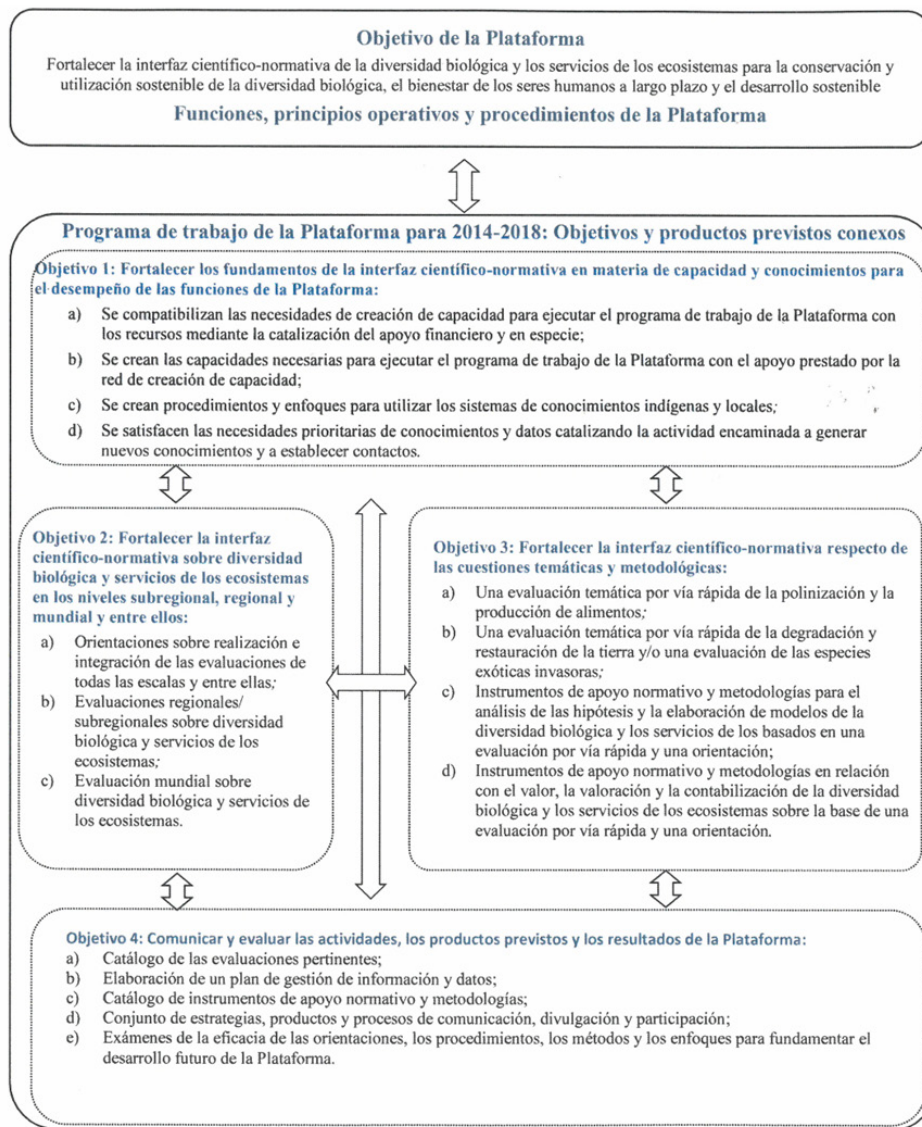 Objetivo de la Plataforma
Fortalecer la interfaz científico-normativa de la diversidad biológica y los servicios de los ecosistemas para la conservación y
utilización sostenible de la diversidad biológica, el bienestar de los seres humanos a largo plazo y el desarrollo sostenible
Funciones, principios operativos y procedimientos de la Plataforma
Programa de trabajo de la Plataforma para 2014-2018: Objetivos y productos previstos conexos
Objetivo 1: Fortalecer los fundamentos de la interfaz científico-normativa en materia de capacidad y conocimientos para
el desempeño de las funciones de la Plataforma:
a) Se compatibilizan las necesidades de creación de capacidad para ejecutar el programa de trabajo de la Plataforma con
los recursos mediante la catalización del apoyo financiero y en especie;
b) Se crean las capacidades necesarias para ejecutar el programa de trabajo de la Plataforma con el apoyo prestado por la
red de creación de capacidad;
c) Se crean procedimientos y enfoques para utilizar los sistemas de conocimientos indígenas y locales;
d) Se satisfacen las necesidades prioritarias de conocimientos y datos catalizando la actividad encaminada a generar
nuevos conocimientos y a establecer contactos.
Objetivo 2: Fortalecer la interfaz
científico-normativa sobre diversidad
biológica y servicios de los ecosistemas
en los niveles subregional, regional y
mundial y entre ellos:
a) Orientaciones sobre realización e
integración de las evaluaciones de
todas las escalas y entre ellas;
b) Evaluaciones regionales/
subregionales sobre diversidad
biológica y servicios de los
ecosistemas;
c) Evaluación mundial sobre
diversidad biológica y servicios de
los ecosistemas.
Objetivo 3: Fortalecer la interfaz científico-normativa respecto de
las cuestiones temáticas y metodológicas:
a) Una evaluación temática por vía rápida de la polinización y la
producción de alimentos;
b) Una evaluación temática por vía rápida de la degradación y
restauración de la tierra y/o una evaluación de las especies
exóticas invasoras;
c) Instrumentos de apoyo normativo y metodologías para el
análisis de las hipótesis y la elaboración de modelos de la
diversidad biológica y los servicios de los basados en una
evaluación por vía rápida y una orientación;
d) Instrumentos de apoyo normativo y metodologías en relación
con el valor, la valoración y la contabilización de la diversidad
biológica y los servicios de los ecosistemas sobre la base de una
evaluación por vía rápida y una orientación.
Objetivo 4: Comunicar y evaluar las actividades, los productos previstos y los resultados de la Plataforma:
a) Catálogo de las evaluaciones pertinentes;
b) Elaboración de un plan de gestión de información y datos;
c) Catálogo de instrumentos de apoyo normativo y metodologías;
d) Conjunto de estrategias, productos y procesos de comunicación, divulgación y participación;
e) Exámenes de la eficacia de las orientaciones, los procedimientos, los métodos y los enfoques para fundamentar el
desarrollo futuro de la Plataforma.